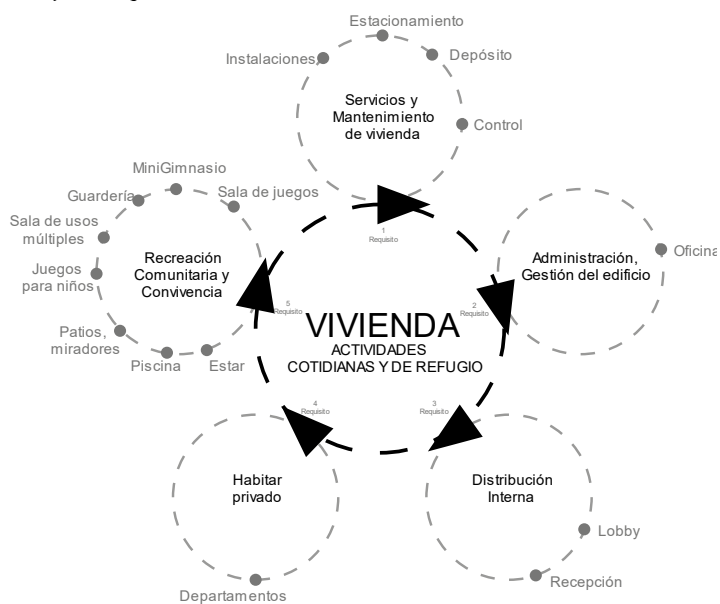 Estacionamiento
Instalaciones
Depósito
Servicios y
Mantenimiento
de vivienda
Control
MiniGimnasio
Guardería
Sala de juegos
Sala de usos
múltiples
Recreación
Comunitaria y
Convivencia
Juegos
para niños
Patios,
miradores
Piscina
Estar
1
Requisito
Administración,
Gestión del edificio
Oficina
2
Requisito
5
Requisito
VIVIENDA
ACTIVIDADES
COTIDIANAS Y DE REFUGIO
4
Requisito
3
Requisito
Habitar
privado
Departamentos
Distribución
Interna
Lobby
Recepción